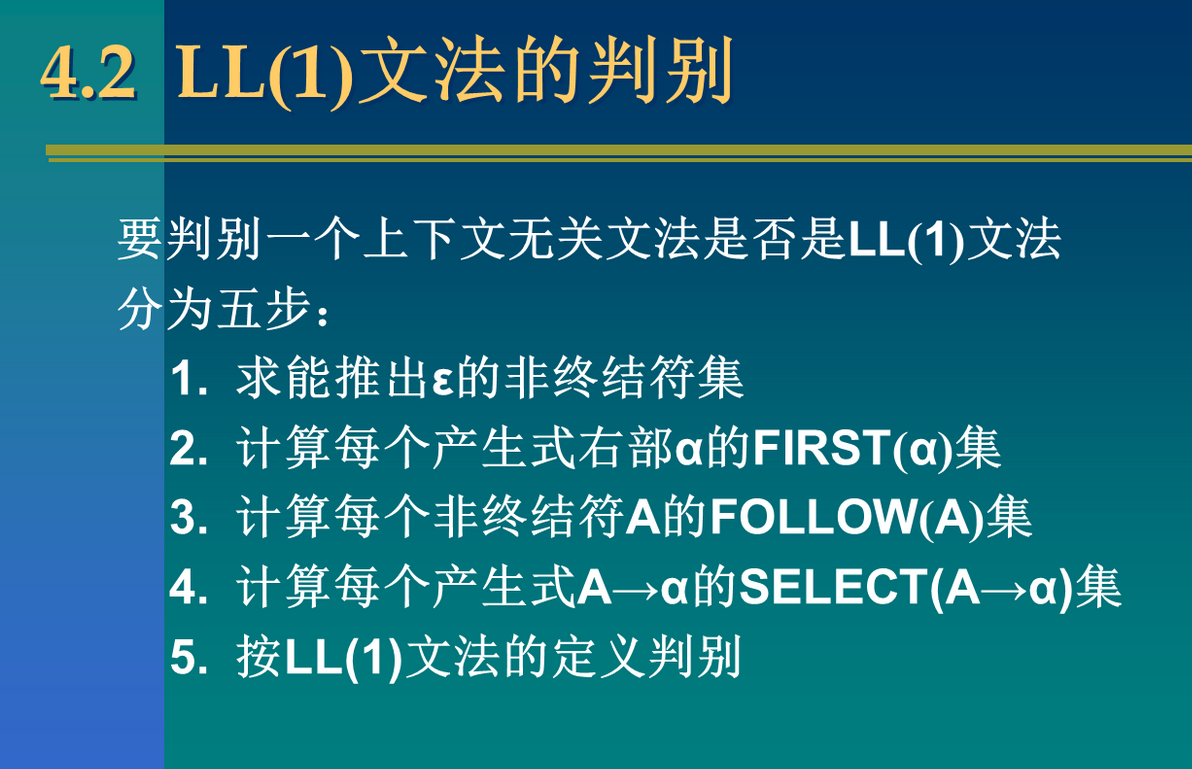 4.2 LL(1)文法的判别
要判别一个上下文无关文法是否是LL(1)文法
分为五步：
1. 求能推出ε的非终结符集
2. 计算每个产生式右部α的FIRST(α)集
3. 计算每个非终结符A的FOLLOW(A)集
4. 计算每个产生式A→α的SELECT(A→α)集
5. 按LL(1)文法的定义判别